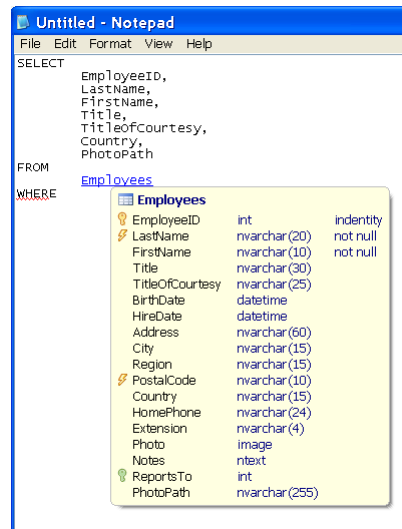 Untitled - Notepad
File Edit Format View Help
SELECT
EmployeeID,
LastName,
FirstName,
Title,
TitleOfCourtesy,
Country,
PhotoPath
FROM
Employees
WHERE
Employees
EmployeeID int indentity
LastName nvarchar(20) not null
FirstName nvarchar(10) not null
Title nvarchar(30)
TitleOfCourtesy nvarchar(25)
BirthDate datetime
HireDate datetime
Address nvarchar(60)
City nvarchar(15)
Region nvarchar(15)
PostalCode nvarchar(10)
Country nvarchar(15)
HomePhone nvarchar(24)
Extension nvarchar(4)
Photo image
Notes ntext
ReportsTo int
PhotoPath nvarchar(255)